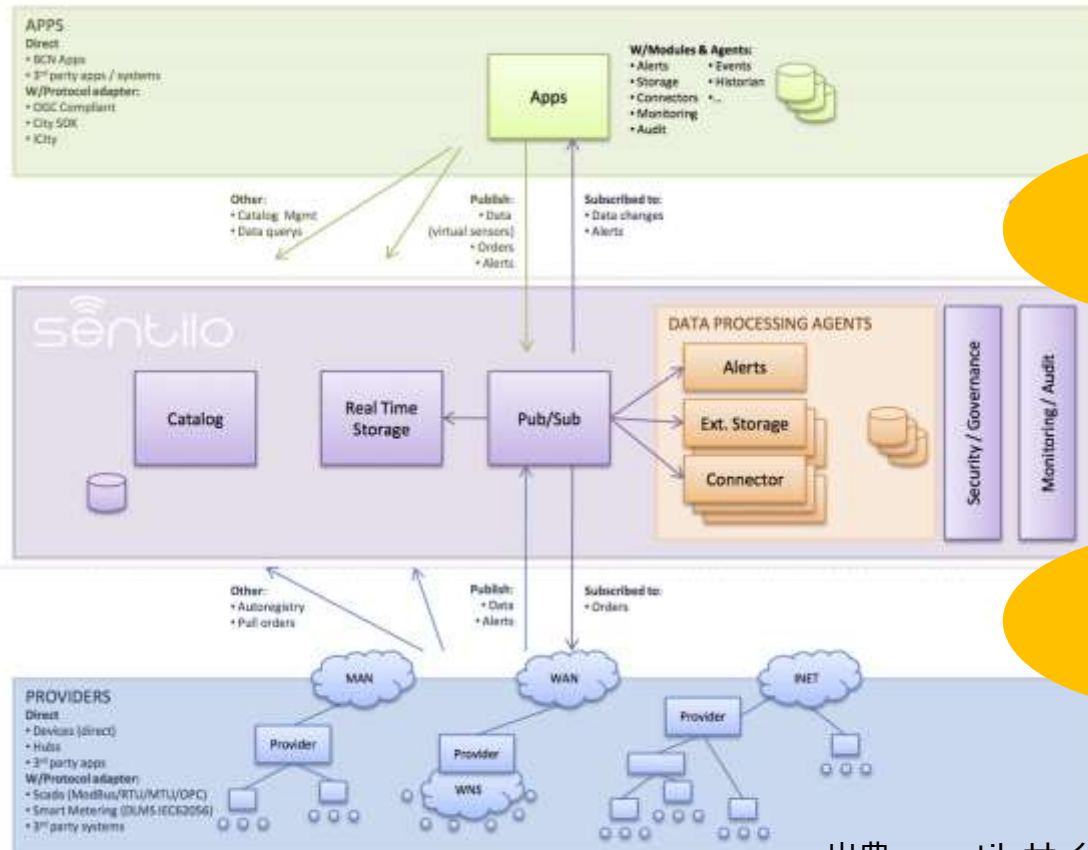 APPS
Direct
• BCN Apps
• 3rd party apps / systems
W/Protocol adapter:
• OGC Compliant
• City SDK
• iCity
Apps
W/Modules & Agents:
• Alerts • Events
• Storage • Historian
• Connectors •...
• Monitoring
• Audit
Other:
• Catalog Mgmt
• Data querys
Publish:
• Data
(virtual sensors)
• Orders
• Alerts
Subscribed to:
• Data changes
• Alerts
sentilo
Catalog
Real Time
Storage
Pub/Sub
DATA PROCESSING AGENTS
Alerts
Ext. Storage
Connector
Security / Governance
Monitoring / Audit
Other:
• Autoregistry
• Pull orders
Publish:
• Data
• Alerts
Subscribed to:
• Orders
MAN
WAN
INET
PROVIDERS
Direct
• Devices (direct)
• Hubs
• 3rd party apps
W/Protocol adapter:
• Scada (ModBus/RTU/MTU/OPC)
• Smart Metering (DLMS IEC62056)
• 3rd party systems
Provider
Provider
WNS
Provider